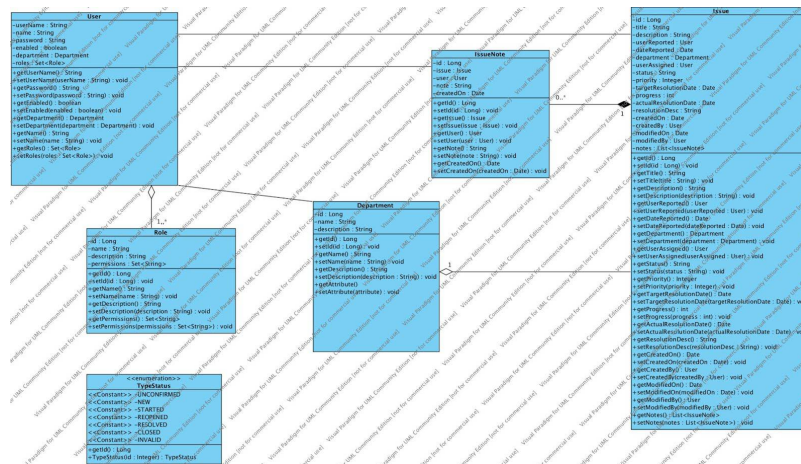 User
-userName : String
-name : String
-password : String
-enabled : boolean
-department : Department
-roles : Set<Role>
+getUserName() : String
+setUserName(userName : String) : void
+getPassword() : String
+setPassword(password : String) : void
+getEnabled() : boolean
+setEnabled(enabled : boolean) : void
+getDepartment() : Department
+setDepartment(department : Department) : void
+getName() : String
+setName(name : String) : void
+getRoles() : Set<Role>
+setRoles(roles : Set<Role>) : void
1..*
Role
-id : Long
-name : String
-description : String
-permissions : Set<String>
+getId() : Long
+setId(id : Long) : void
+getName() : String
+setName(name : String) : void
+getDescription() : String
+setDescription(description : String) : void
+getPermissions() : Set<String>
+setPermissions(permissions : Set<String>) : void
<<enumeration>>
TypeStatus
<<Constant>> -UNCONFIRMED
<<Constant>> -NEW
<<Constant>> -STARTED
<<Constant>> -REOPENED
<<Constant>> -RESOLVED
<<Constant>> -CLOSED
<<Constant>> -INVALID
+getId() : Long
+TypeStatus(id : Integer) : TypeStatus
Department
-id : Long
-name : String
-description : String
+getId() : Long
+setId(id : Long) : void
+getName() : String
+setName(name : String) : void
+getDescription() : String
+setDescription(description : String) : void
+getAttribute()
+setAttribute(attribute) : void
1
IssueNote
-id : Long
-issue : Issue
-user : User
-note : String
-createdOn : Date
+getId() : Long
+setId(id : Long) : void
+getIssue() : Issue
+setIssue(issue : Issue) : void
+getUser() : User
+setUser(user : User) : void
+getNote() : String
+setNote(note : String) : void
+getCreatedOn() : Date
+setCreatedOn(createdOn : Date) : void
0..*
1
Issue
-id : Long
-title : String
-description : String
-userReported : User
-dateReported : Date
-department : Department
-userAssigned : User
-status : String
-priority : Integer
-targetResolutionDate : Date
-progress : int
-actualResolutionDate : Date
-resolutionDesc : String
-createdOn : Date
-createdBy : User
-modifiedOn : Date
-modifiedBy : User
-notes : List<IssueNote>
+getId() : Long
+setId(id : Long) : void
+getTitle() : String
+setTitle(title : String) : void
+getDescription() : String
+setDescription(description : String) : void
+getUserReported() : User
+setUserReported(userReported : User) : void
+getDateReported() : Date
+setDateReported(dateReported : Date) : void
+getDepartment() : Department
+setDepartment(department : Department) : void
+getUserAssigned() : User
+setUserAssigned(userAssigned : User) : void
+getStatus() : String
+setStatus(status : String) : void
+getPriority() : Integer
+setPriority(priority : Integer) : void
+getTargetResolutionDate() : Date
+setTargetResolutionDate(targetResolutionDate : Date) : v
+getProgress() : int
+setProgress(progress : int) : void
+getActualResolutionDate() : Date
+setActualResolutionDate(actualResolutionDate : Date) : vo
+getResolutionDesc() : String
+setResolutionDesc(resolutionDesc : String) : void
+getCreatedOn() : Date
+setCreatedOn(createdOn : Date) : void
+getCreatedBy() : User
+setCreatedBy(createdBy : User) : void
+getModifiedOn() : Date
+setModifiedOn(modifiedOn : Date) : void
+getModifiedBy() : User
+setModifiedBy(modifiedBy : User) : void
+getNotes() : List<IssueNote>
+setNotes(notes : List<IssueNote>) : void
Visual Paradigm for UML Community Edition [not for commercial use]